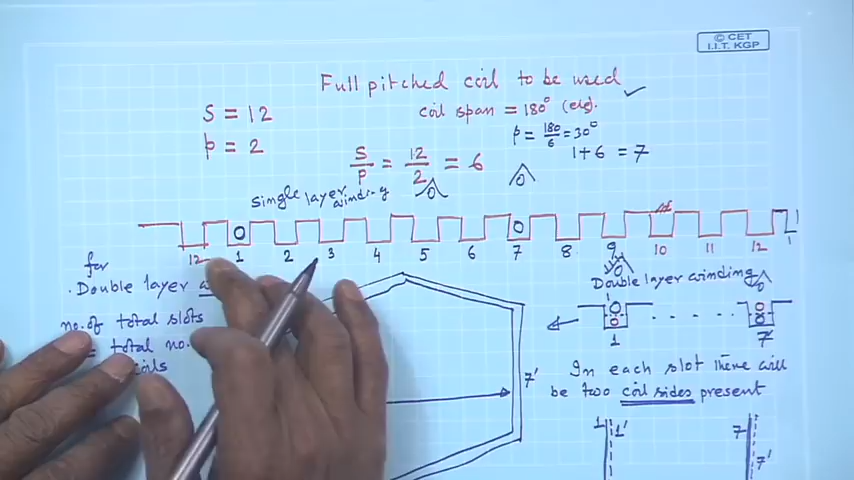 © CET
I.I.T. KGP
Full pitched coil to be used
S = 12
coil span = 180° (ele).
p = 2
β = 180/6 = 30°
S/p = 12/2 = 6
1+6 = 7
single layer winding
12 1 2 3 4 5 6 7 8 9 10 11 12 1
for
Double layer
Double layer winding
no. of total slots
= total no.
coils
1 7
In each slot there will
be two coil sides present
7'
1 1' 7 7'